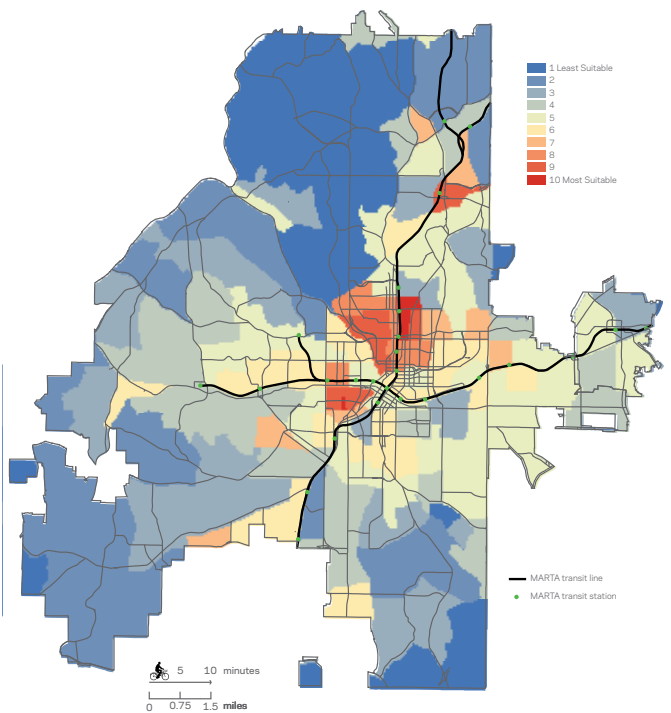 1 Least Suitable
2
3
4
5
6
7
8
9
10 Most Suitable
MARTA transit line
MARTA transit station
5 10 minutes
0 0.75 1.5 miles